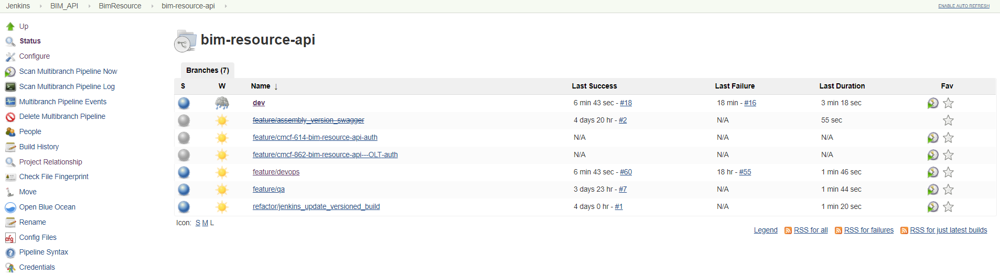 Jenkins BIM_API BimResource bim-resource-api
ENABLE AUTO REFRESH
Up
Status
Configure
Scan Multibranch Pipeline Now
Scan Multibranch Pipeline Log
Multibranch Pipeline Events
Delete Multibranch Pipeline
People
Build History
Project Relationship
Check File Fingerprint
Move
Open Blue Ocean
Rename
cfg Config Files
Pipeline Syntax
Credentials
bim-resource-api
Branches (7)
S W Name ↓ Last Success Last Failure Last Duration Fav
dev 6 min 43 sec - #18 18 min - #16 3 min 18 sec
feature/assembly_version_swagger 4 days 20 hr - #2 N/A 55 sec
feature/cmcf-614-bim-resource-api-auth N/A N/A N/A
feature/cmcf-862-bim-resource-api---OLT-auth N/A N/A N/A
feature/devops 6 min 43 sec - #60 18 hr - #55 1 min 46 sec
feature/qa 3 days 23 hr - #7 N/A 1 min 44 sec
refactor/jenkins_update_versioned_build 4 days 0 hr - #1 N/A 1 min 20 sec
Icon: S M L
Legend RSS for all RSS for failures RSS for just latest builds